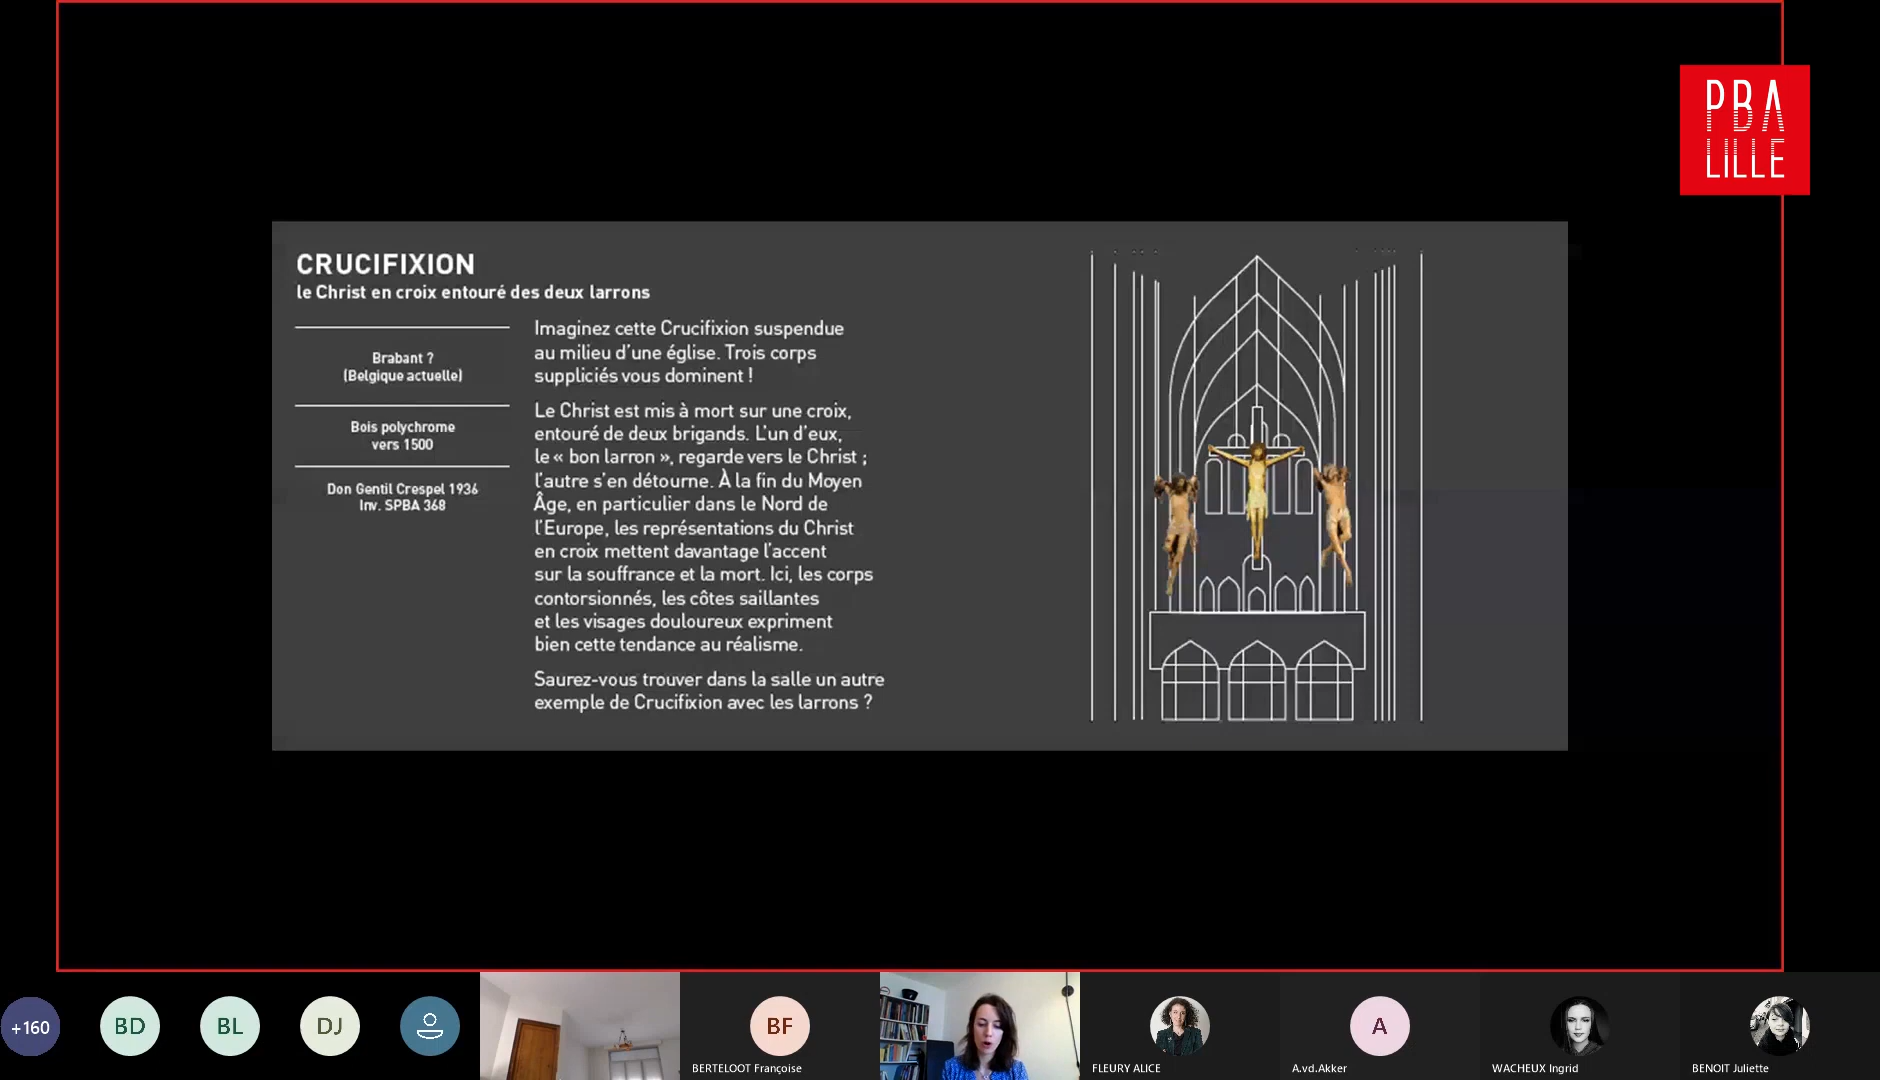 PBA
LILLE
CRUCIFIXION
le Christ en croix entouré des deux larrons
Brabant ?
(Belgique actuelle)
Bois polychrome
vers 1500
Don Gentil Crespel 1936
Inv. SPBA 368
Imaginez cette Crucifixion suspendue
au milieu d'une église. Trois corps
suppliciés vous dominent !
Le Christ est mis à mort sur une croix,
entouré de deux brigands. L'un d'eux,
le « bon larron », regarde vers le Christ ;
l'autre s'en détourne. À la fin du Moyen
Âge, en particulier dans le Nord de
l'Europe, les représentations du Christ
en croix mettent davantage l'accent
sur la souffrance et la mort. Ici, les corps
contorsionnés, les côtes saillantes
et les visages douloureux expriment
bien cette tendance au réalisme.
Saurez-vous trouver dans la salle un autre
exemple de Crucifixion avec les larrons ?
+160
BD
BL
DJ
BF
BERTELOOT Françoise
FLEURY ALICE
A
A.vd.Akker
WACHEUX Ingrid
BENOIT Juliette